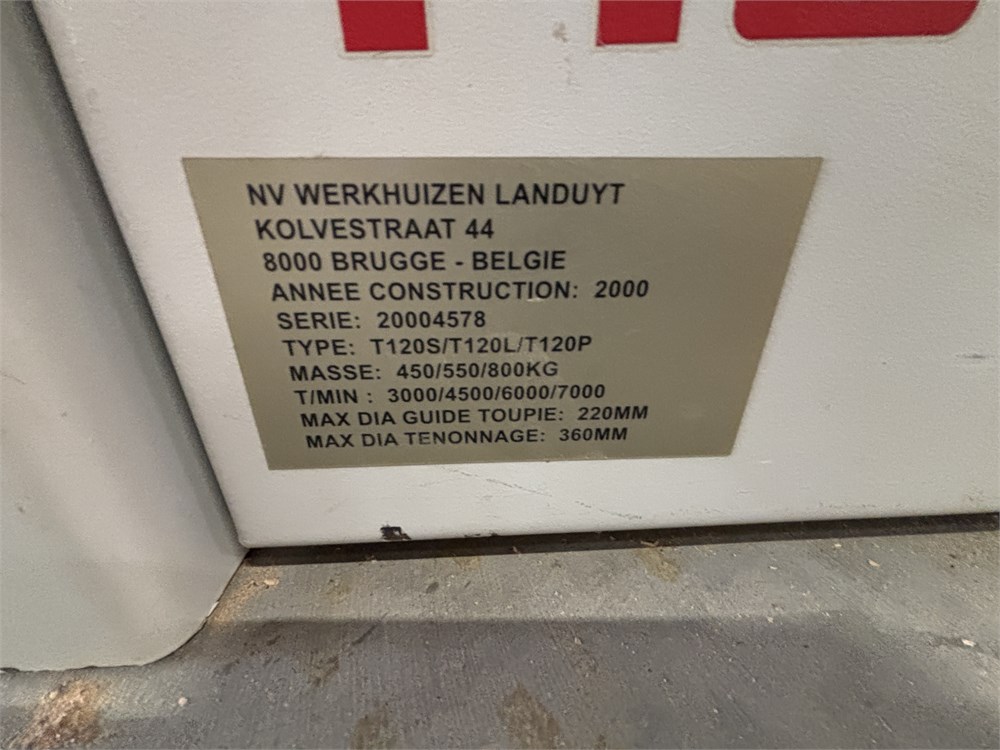 NV WERKHUIZEN LANDUYT
KOLVESTRAAT 44
8000 BRUGGE - BELGIE
ANNEE CONSTRUCTION: 2000
SERIE: 20004578
TYPE: T120S/T120L/T120P
MASSE: 450/550/800KG
T/MIN : 3000/4500/6000/7000
MAX DIA GUIDE TOUPIE: 220MM
MAX DIA TENONNAGE: 360MM